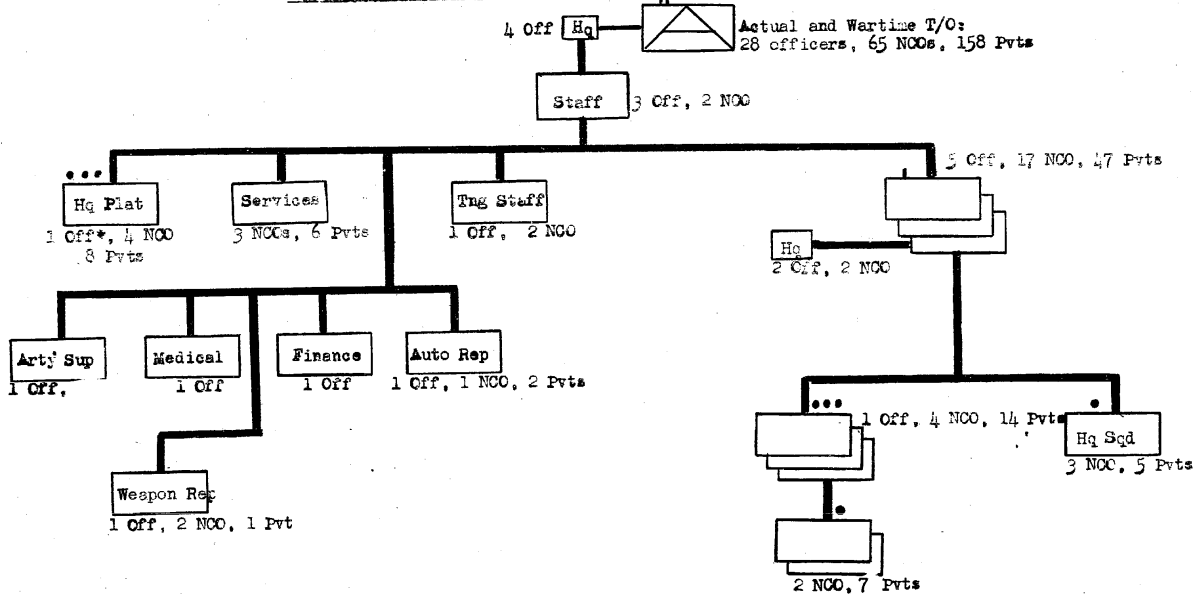 4 Off Hq
Actual and Wartime T/O:
28 officers, 65 NCOs, 158 Pvts
Staff
3 Off, 2 NCO
5 Off, 17 NCO, 47 Pvts
Hq Plat
1 Off*, 4 NCO
8 Pvts
Services
3 NCOs, 6 Pvts
Tng Staff
1 Off, 2 NCO
Hq
2 Off, 2 NCO
Arty Sup
1 Off,
Medical
1 Off
Finance
1 Off
Auto Rep
1 Off, 1 NCO, 2 Pvts
1 Off, 4 NCO, 14 Pvts
Hq Sqd
3 NCO, 5 Pvts
Weapon Rep
1 Off, 2 NCO, 1 Pvt
2 NCO, 7 Pvts